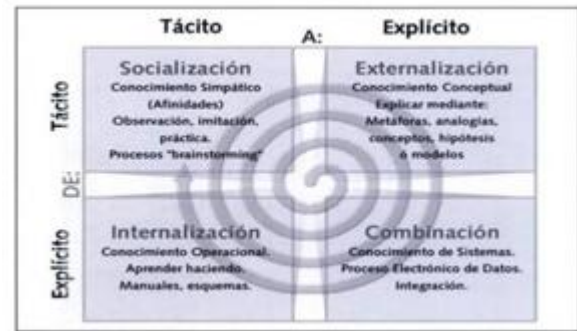 Tácito
A:
Explícito
Tácito
Socialización
Conocimiento Simpático
(Afinidades)
Observación, imitación,
práctica.
Procesos "brainstorming"
Externalización
Conocimiento Conceptual
Explicar mediante:
Metáforas, analogías,
conceptos, hipótesis
ó modelos
DE:
Explícito
Internalización
Conocimiento Operacional.
Aprender haciendo.
Manuales, esquemas.
Combinación
Conocimiento de Sistemas.
Proceso Electrónico de Datos.
Integración.